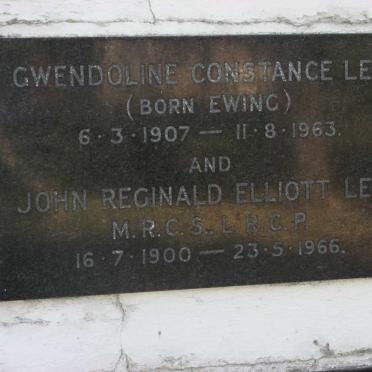 GWENDOLINE CONSTANCE LE
(BORN EWING)
6·3·1907 — 11·8·1963.
AND
JOHN REGINALD ELLIOTT LE
M.R.C.S., L.R.C.P.
16·7·1900 — 23·5·1966.